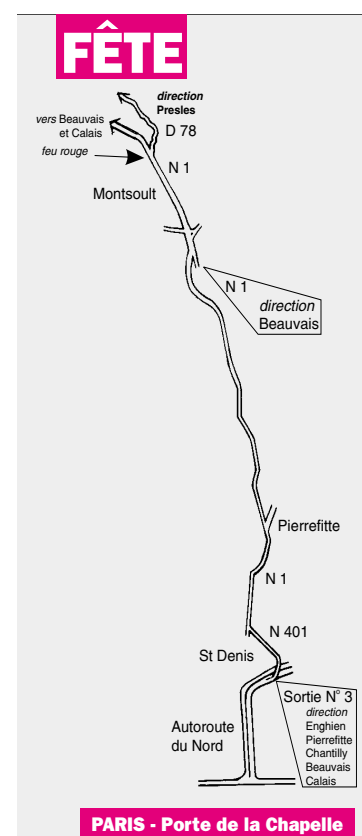 FÊTE
direction
Presles
vers Beauvais
et Calais
D 78
feu rouge
N 1
Montsoult
N 1
direction
Beauvais
Pierrefitte
N 1
N 401
St Denis
Sortie N° 3
direction
Enghien
Pierrefitte
Chantilly
Beauvais
Calais
Autoroute
du Nord
PARIS - Porte de la Chapelle